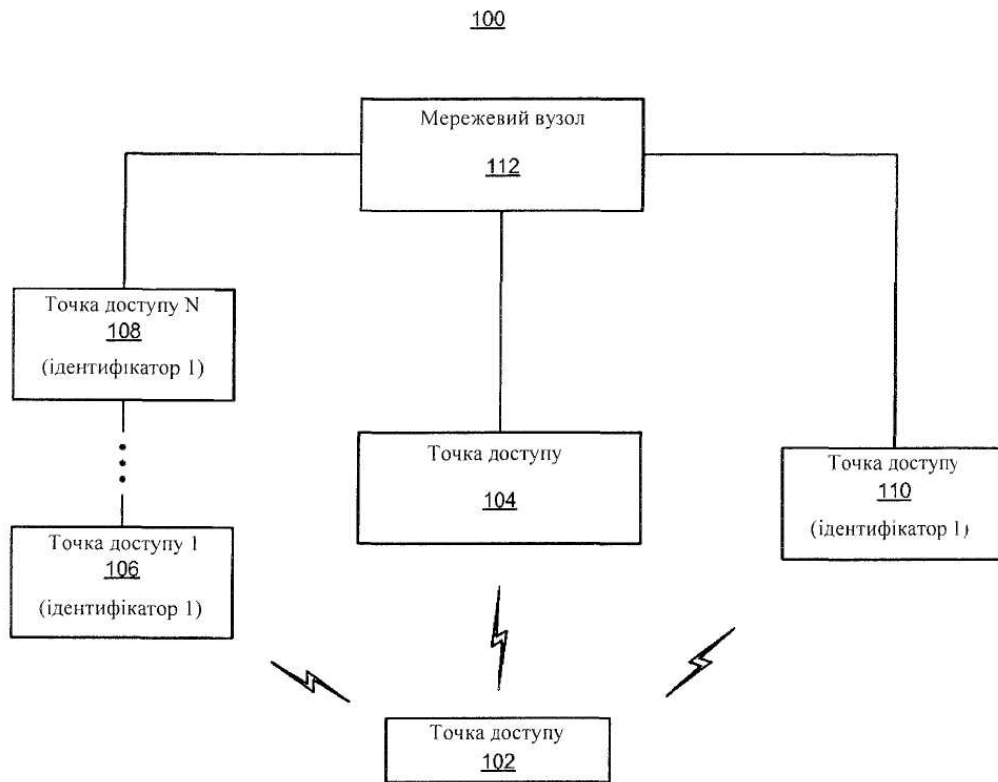 100
Мережевий вузол
112
Точка доступу N
108
(ідентифікатор 1)
Точка доступу
104
Точка доступу
110
(ідентифікатор 1)
Точка доступу 1
106
(ідентифікатор 1)
Точка доступу
102